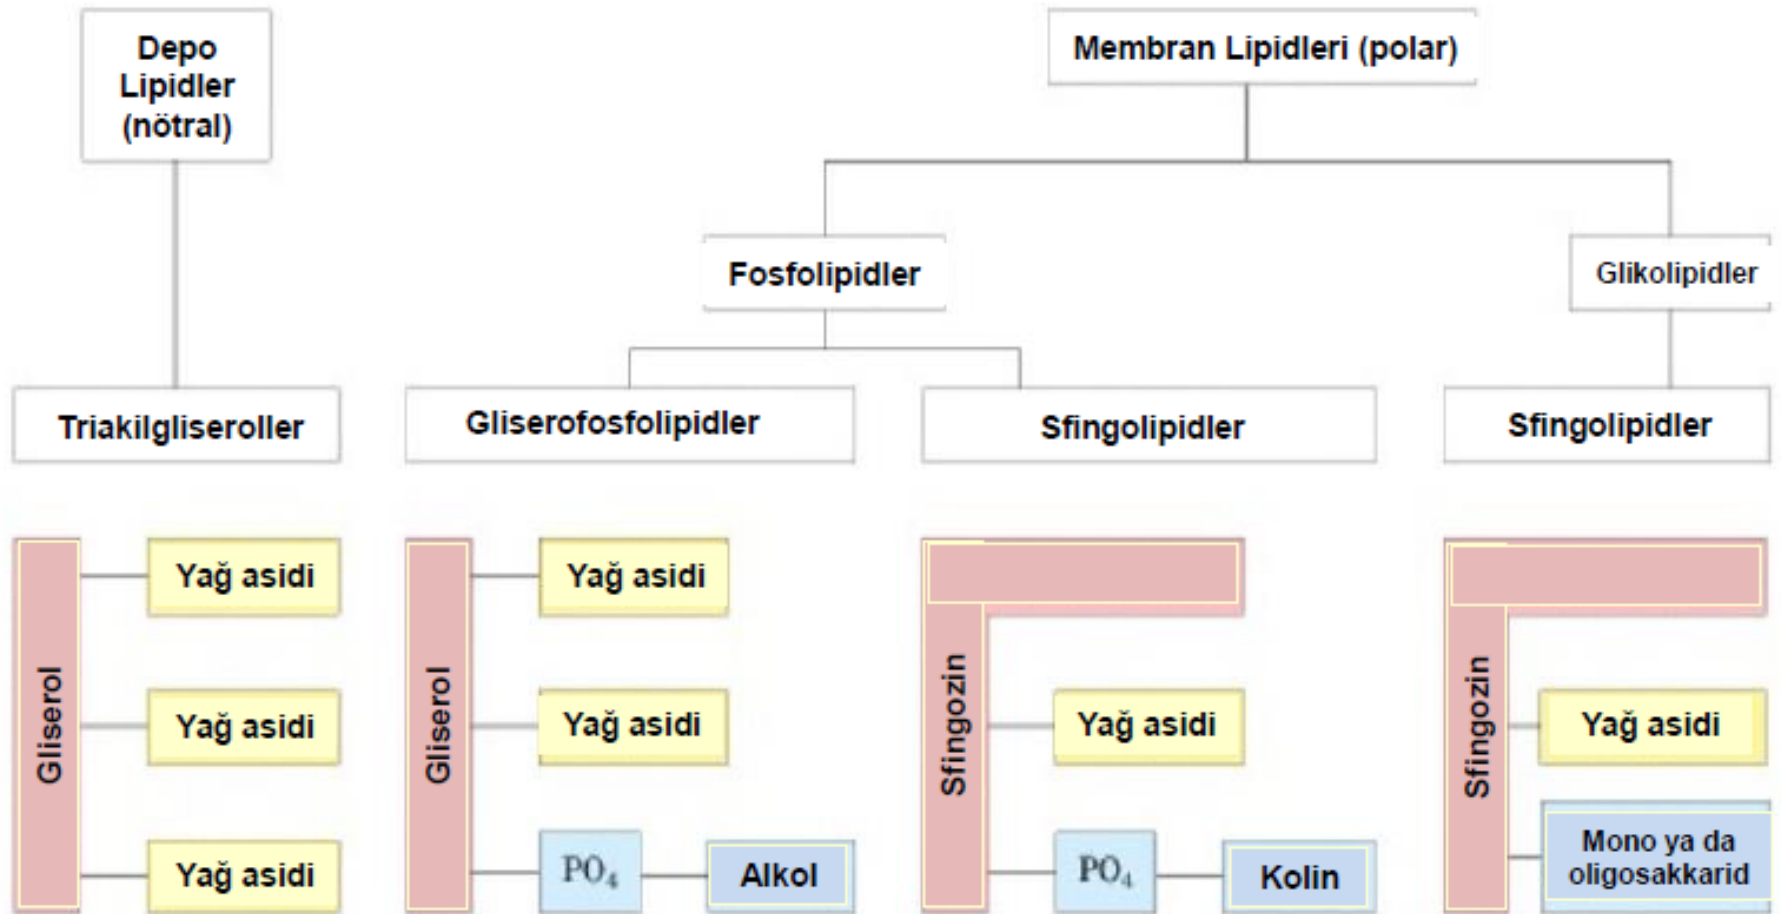 Depo
Lipidler
(nötral)
Membran Lipidleri (polar)
Fosfolipidler
Glikolipidler
Triakilgliseroller
Gliserofosfolipidler
Sfingolipidler
Sfingolipidler
Gliserol
Yağ asidi
Yağ asidi
Yağ asidi
Gliserol
Yağ asidi
Yağ asidi
PO₄
Alkol
Sfingozin
Yağ asidi
PO₄
Kolin
Sfingozin
Yağ asidi
Mono ya da
oligosakkarid